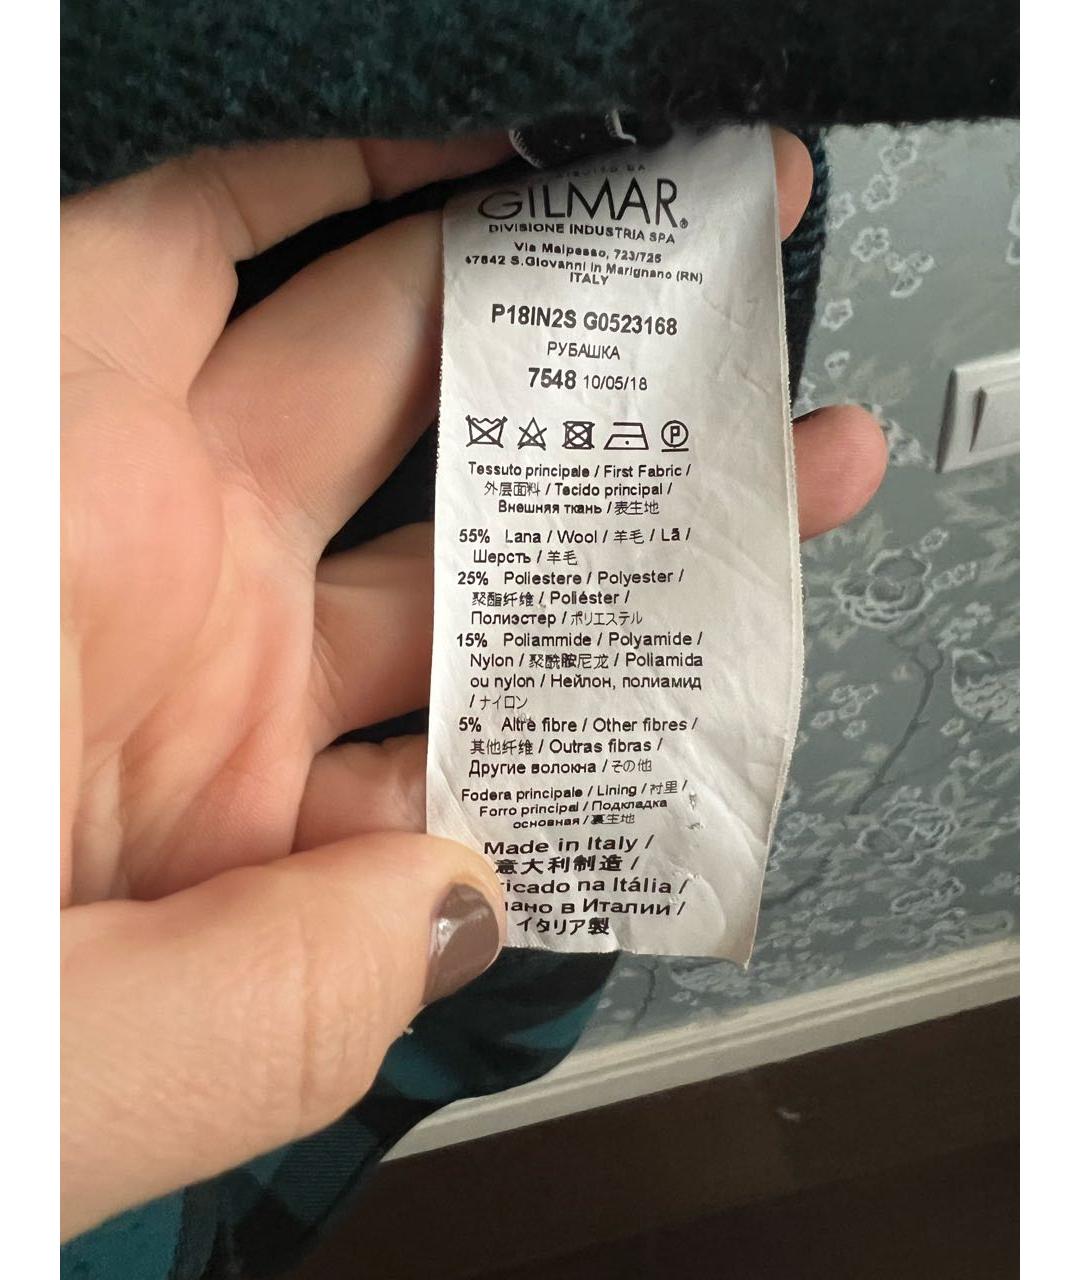 GILMAR®
DIVISIONE INDUSTRIA SPA
Via Malpasso, 723/725
47842 S.Giovanni in Marignano (RN)
ITALY
P18IN2S G0523168
РУБАШКА
7548 10/05/18
P
Tessuto principale / First Fabric /
外层面料 / Tecido principal /
Внешняя ткань / 表生地
55% Lana / Wool / 羊毛 / Lã /
Шерсть / 羊毛
25% Poliestere / Polyester /
聚酯纤维 / Poliéster /
Полиэстер / ポリエステル
15% Poliammide / Polyamide /
Nylon / 聚酰胺尼龙 / Poliamida
ou nylon / Нейлон, полиамид
/ ナイロン
5% Altre fibre / Other fibres /
其他纤维 / Outras fibras /
Другие волокна / その他
Fodera principale / Lining / 衬里 /
Forro principal / Подкладка
основная / 裏生地
Made in Italy /
意大利制造 /
ricado na Itália /
ано в Италии /
イタリア製